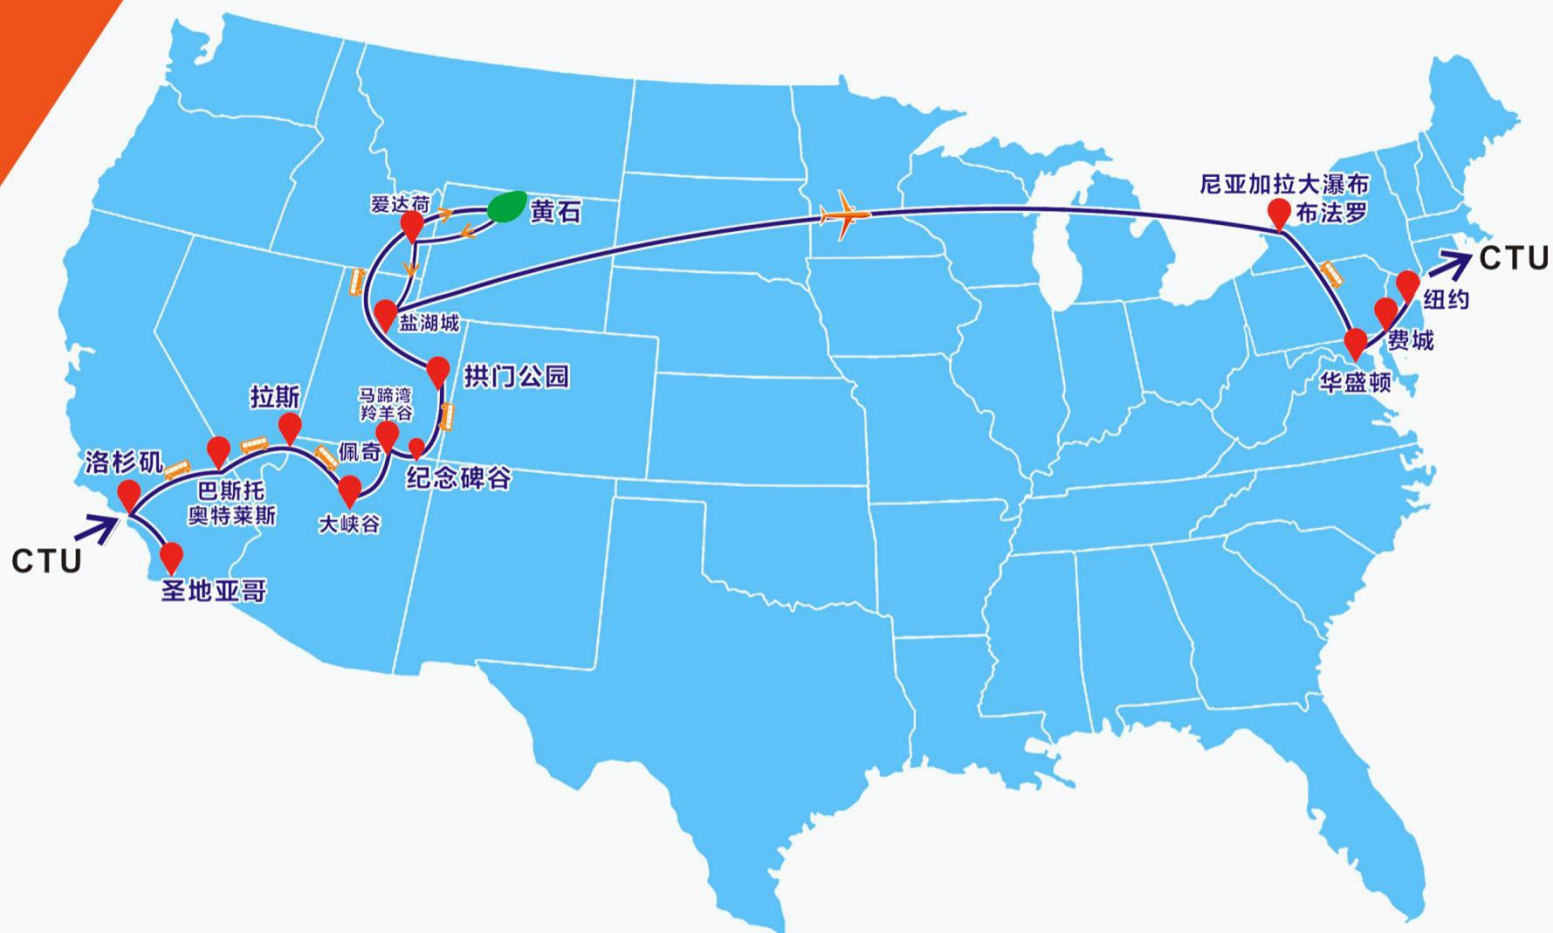 爱达荷
黄石
尼亚加拉大瀑布
布法罗
CTU
纽约
盐湖城
费城
华盛顿
拱门公园
拉斯
马蹄湾
羚羊谷
佩奇
纪念碑谷
洛杉矶
巴斯托
奥特莱斯
大峡谷
CTU
圣地亚哥